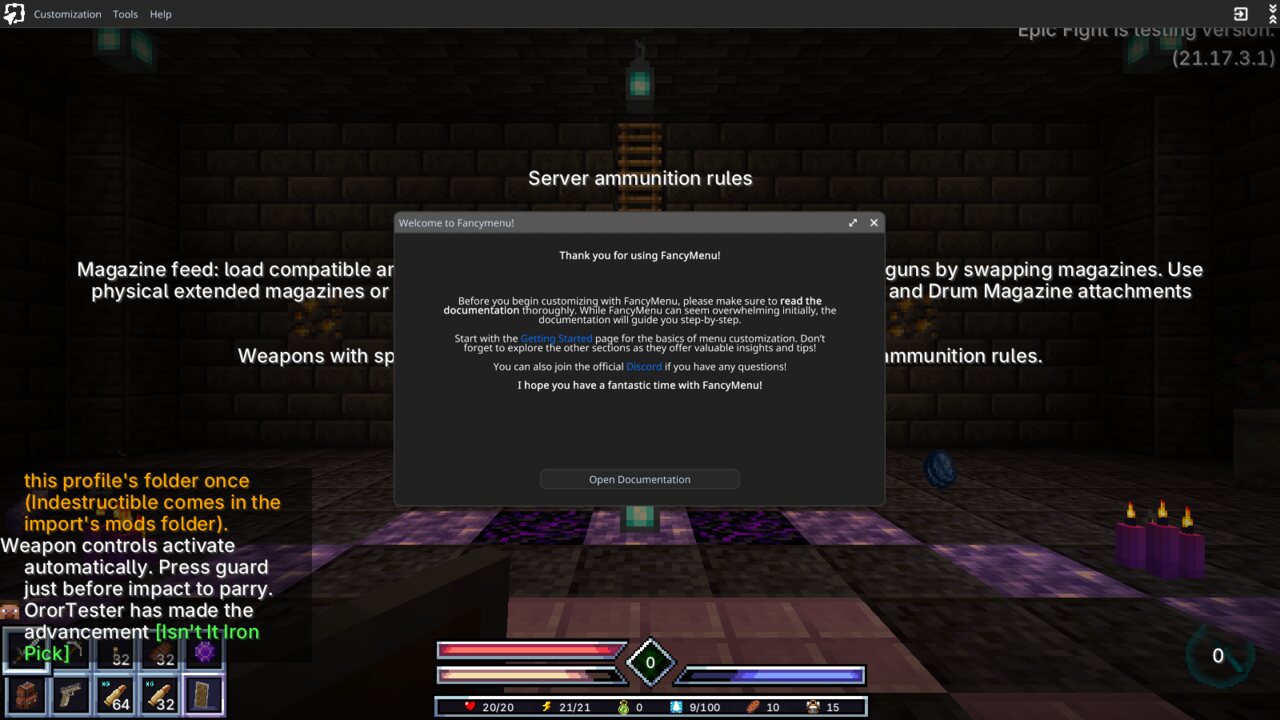 Customization Tools Help
Epic Fight is testing version.
(21.17.3.1)
Server ammunition rules
Welcome to Fancymenu!
Thank you for using FancyMenu!
Magazine feed: load compatible
guns by swapping magazines. Use
physical extended magazines or
and Drum Magazine attachments
Before you begin customizing with FancyMenu, please make sure to read the
documentation thoroughly. While FancyMenu can seem overwhelming initially, the
documentation will guide you step-by-step.
Start with the Getting Started page for the basics of menu customization. Don't
forget to explore the other sections as they offer valuable insights and tips!
Weapons with
ammunition rules.
You can also join the official Discord if you have any questions!
I hope you have a fantastic time with FancyMenu!
Open Documentation
this profile's folder once
(Indestructible comes in the
import's mods folder).
Weapon controls activate
automatically. Press guard
just before impact to parry.
OrorTester has made the
advancement [Isn't It Iron
Pick]
32 32
64 32
0
20/20 21/21 0 9/100 10 15
0